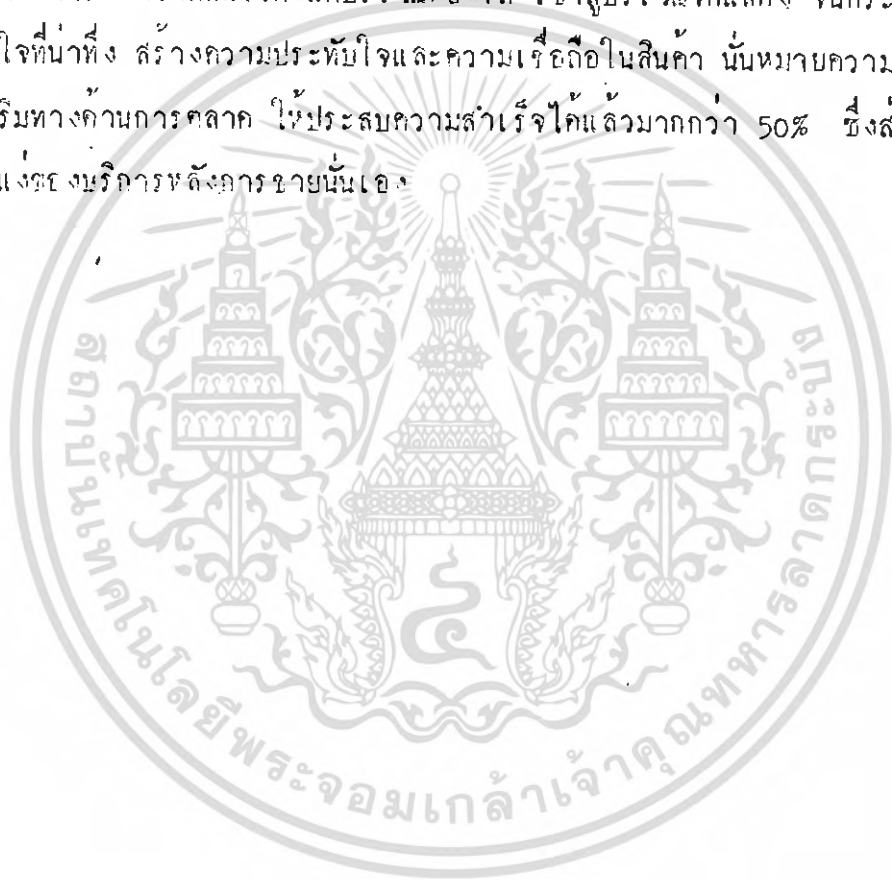 ใจที่น่าทึ่ง สร้างความประทับใจและความเชื่อถือในสินค้า นั่นหมายความ
ริมทางด้านการตลาด ให้ประสบความสำเร็จได้แล้วมากกว่า 50% ซึ่งส่
แง่ของบริการหลังการขายนั่นเอง
สถาบันเทคโนโลยีพระจอมเกล้าเจ้าคุณทหารลาดกระบัง